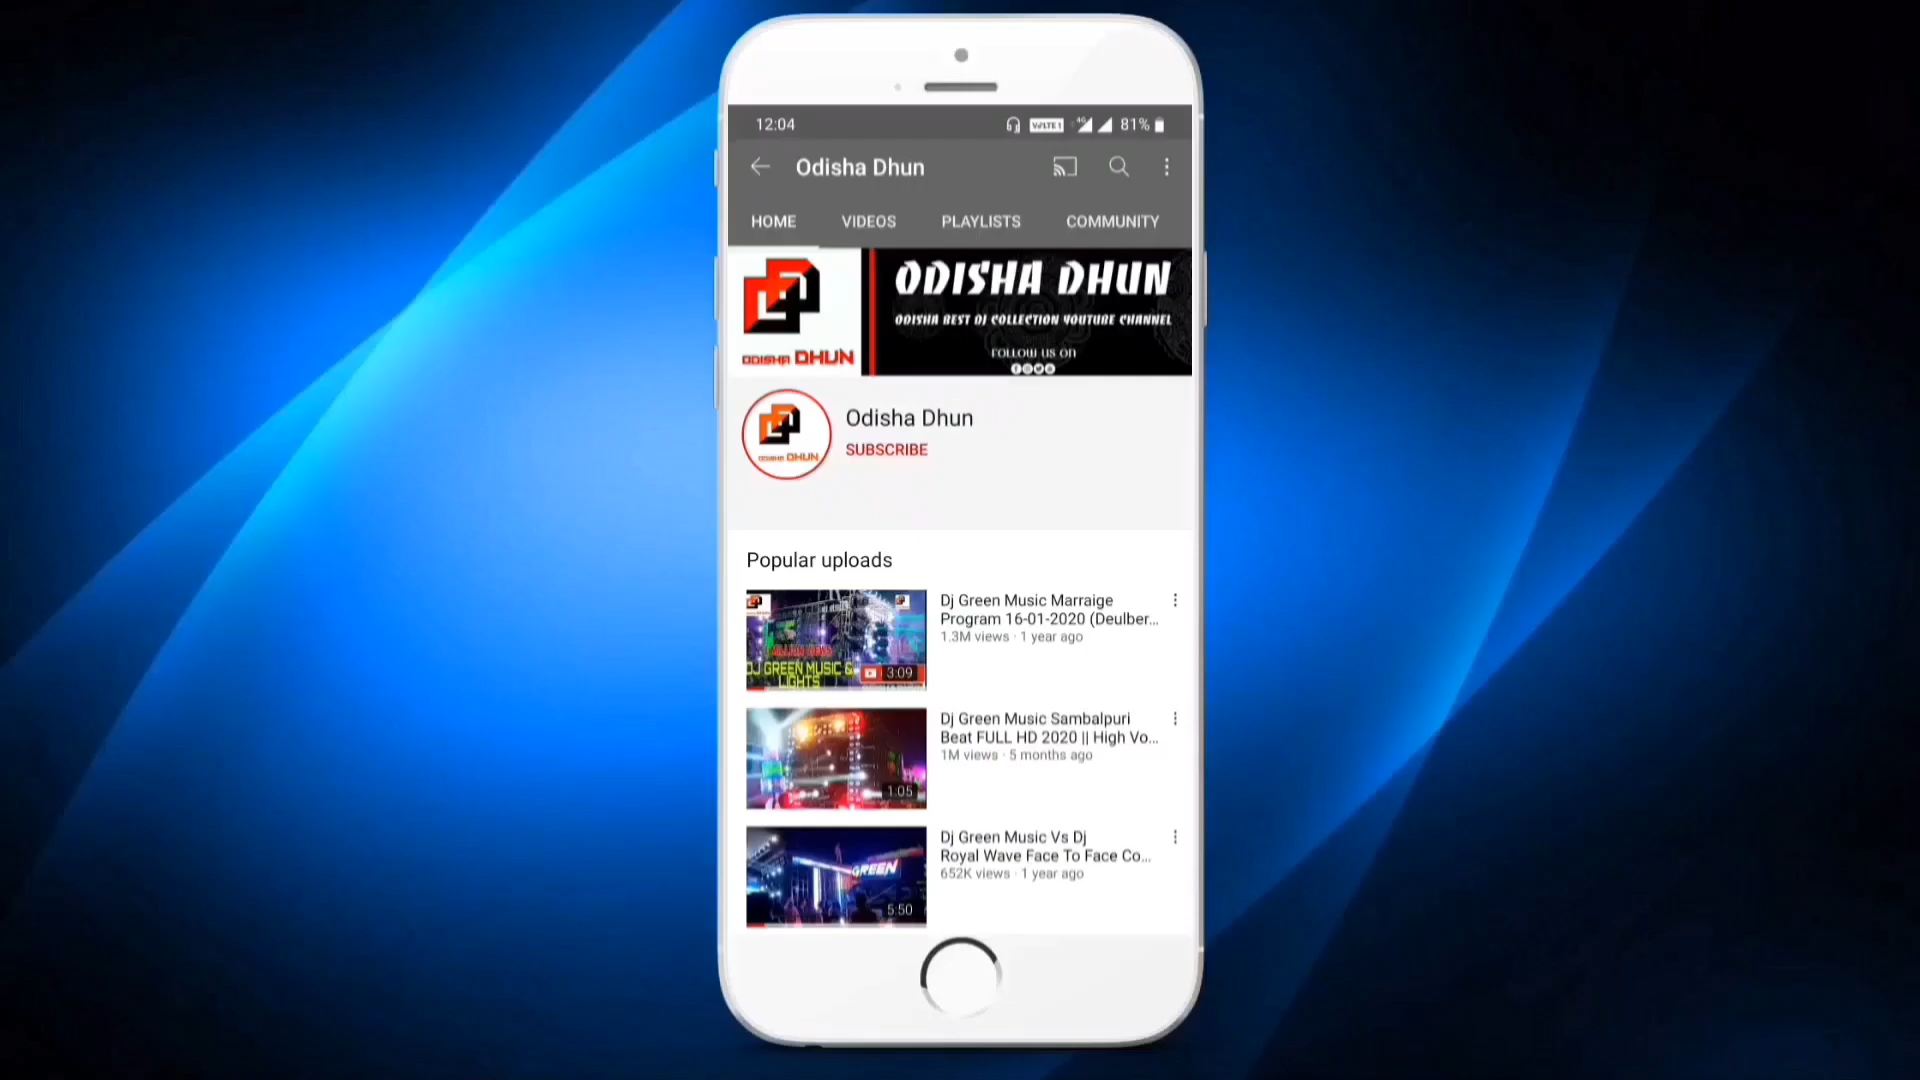 12:04
VoLTE1 4G 81%
Odisha Dhun
HOME VIDEOS PLAYLISTS COMMUNITY
ODISHA DHUN
ODISHA BEST DJ COLLECTION YOUTUBE CHANNEL
FOLLOW US ON
ODISHA DHUN
Odisha Dhun
SUBSCRIBE
ODISHA DHUN
Popular uploads
Dj Green Music Marraige
Program 16-01-2020 (Deulber...
1.3M views · 1 year ago
DJ GREEN MUSIC &
LIGHTS
3:09
Dj Green Music Sambalpuri
Beat FULL HD 2020 || High Vo...
1M views · 5 months ago
1:05
Dj Green Music Vs Dj
Royal Wave Face To Face Co...
652K views · 1 year ago
GREEN
5:50